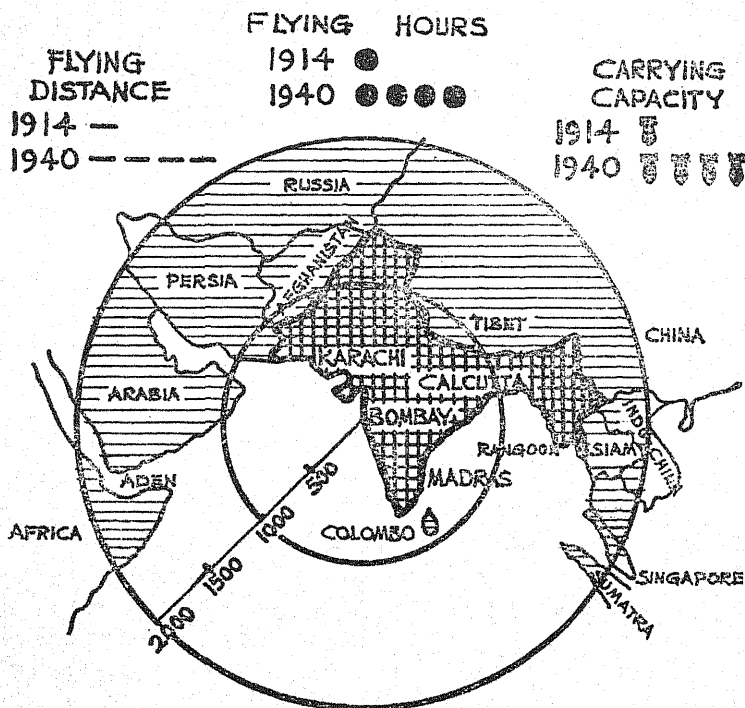 FLYING HOURS
1914
1940
FLYING
DISTANCE
1914
1940
CARRYING
CAPACITY
1914
1940
RUSSIA
AFGHANISTAN
PERSIA
TIBET
CHINA
KARACHI
ARABIA
CALCUTTA
BOMBAY
INDO CHINA
RANGOON
SIAM
ADEN
MADRAS
500
1000
1500
2000
COLOMBO
AFRICA
SINGAPORE
SUMATRA